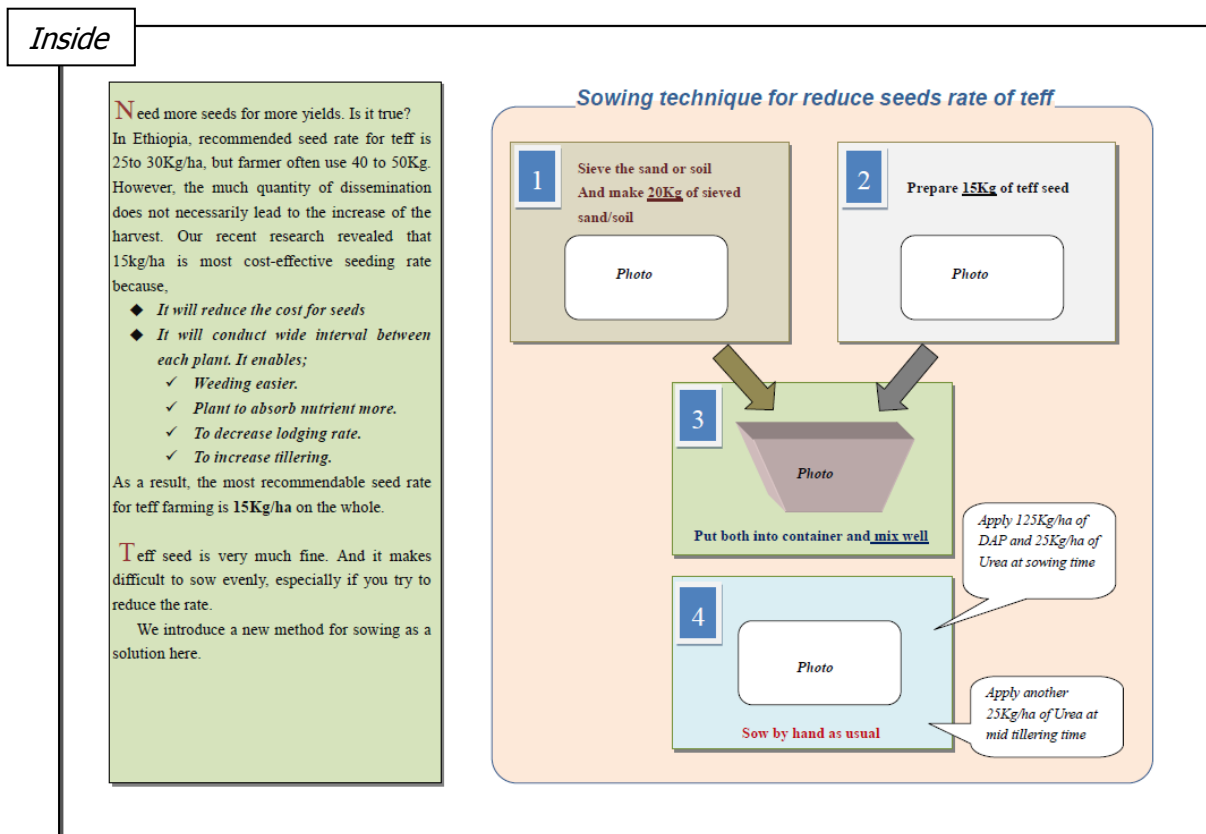 Inside
Need more seeds for more yields. Is it true?
In Ethiopia, recommended seed rate for teff is
25to 30Kg/ha, but farmer often use 40 to 50Kg.
However, the much quantity of dissemination
does not necessarily lead to the increase of the
harvest. Our recent research revealed that
15kg/ha is most cost-effective seeding rate
because,
◆ It will reduce the cost for seeds
◆ It will conduct wide interval between
each plant. It enables;
✓ Weeding easier.
✓ Plant to absorb nutrient more.
✓ To decrease lodging rate.
✓ To increase tillering.
As a result, the most recommendable seed rate
for teff farming is 15Kg/ha on the whole.
Teff seed is very much fine. And it makes
difficult to sow evenly, especially if you try to
reduce the rate.
We introduce a new method for sowing as a
solution here.
Sowing technique for reduce seeds rate of teff
1
Sieve the sand or soil
And make 20Kg of sieved
sand/soil
Photo
2
Prepare 15Kg of teff seed
Photo
3
Photo
Put both into container and mix well
4
Photo
Sow by hand as usual
Apply 125Kg/ha of
DAP and 25Kg/ha of
Urea at sowing time
Apply another
25Kg/ha of Urea at
mid tillering time